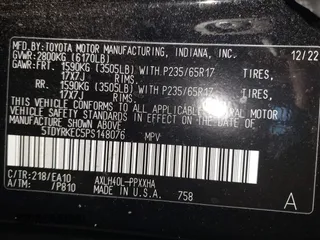 MFD. BY: TOYOTA MOTOR MANUFACTURING, INDIANA, INC. 12/22
GVWR: 2800KG (6170LB)
GAWR: FRT. 1590KG (3505LB) WITH P235/65R17 TIRES,
17X7J RIMS,
RR. 1590KG (3505LB) WITH P235/65R17 TIRES,
17X7J RIMS,
THIS VEHICLE CONFORMS TO ALL APPLICABLE FEDERAL MOTOR
VEHICLE SAFETY STANDARDS IN EFFECT ON THE DATE OF
MANUFACTURE SHOWN ABOVE.
5TDYRKEC5PS148076 MPV
C/TR: 218/EA10 AXLH40L-PPXXHA A
A/TM: /P810 MADE IN U.S.A. 758